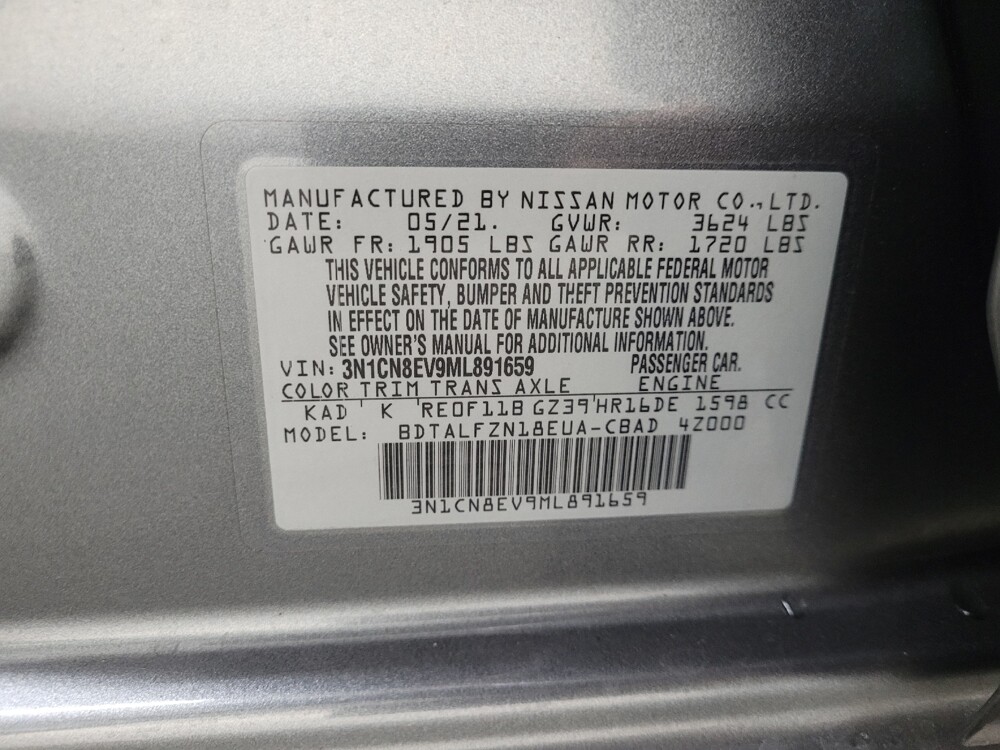 MANUFACTURED BY NISSAN MOTOR CO.,LTD.
DATE: 05/21. GVWR: 3624 LBS
GAWR FR: 1905 LBS GAWR RR: 1720 LBS
THIS VEHICLE CONFORMS TO ALL APPLICABLE FEDERAL MOTOR
VEHICLE SAFETY, BUMPER AND THEFT PREVENTION STANDARDS
IN EFFECT ON THE DATE OF MANUFACTURE SHOWN ABOVE.
SEE OWNER'S MANUAL FOR ADDITIONAL INFORMATION.
VIN: 3N1CN8EV9ML891659 PASSENGER CAR.
COLOR TRIM TRANS AXLE ENGINE
KAD K RE0F11B GZ39 HR16DE 1598 CC
MODEL: BDTALFZN18EUA-CBAD 4Z000
3N1CN8EV9ML891659